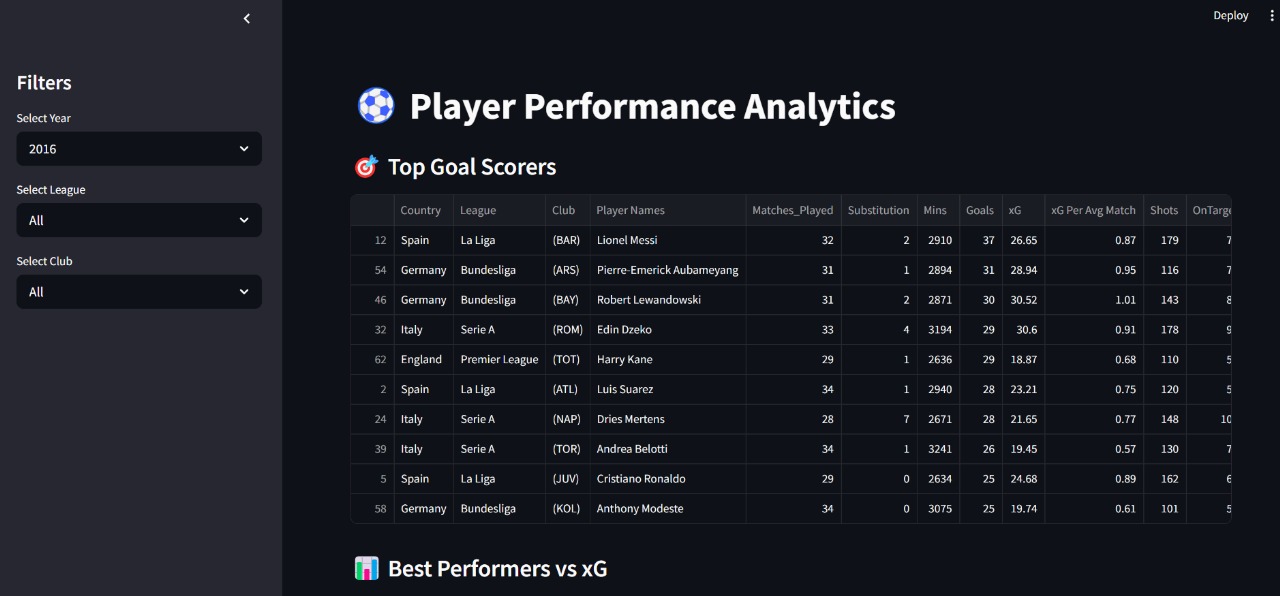 Deploy
Filters
Select Year
2016
Select League
All
Select Club
All
Player Performance Analytics
Top Goal Scorers
Country League Club Player Names Matches_Played Substitution Mins Goals xG xG Per Avg Match Shots OnTarge
12 Spain La Liga (BAR) Lionel Messi 32 2 2910 37 26.65 0.87 179 7
54 Germany Bundesliga (ARS) Pierre-Emerick Aubameyang 31 1 2894 31 28.94 0.95 116 7
46 Germany Bundesliga (BAY) Robert Lewandowski 31 2 2871 30 30.52 1.01 143 8
32 Italy Serie A (ROM) Edin Dzeko 33 4 3194 29 30.6 0.91 178 9
62 England Premier League (TOT) Harry Kane 29 1 2636 29 18.87 0.68 110 5
2 Spain La Liga (ATL) Luis Suarez 34 1 2940 28 23.21 0.75 120 5
24 Italy Serie A (NAP) Dries Mertens 28 7 2671 28 21.65 0.77 148 10
39 Italy Serie A (TOR) Andrea Belotti 34 1 3241 26 19.45 0.57 130 7
5 Spain La Liga (JUV) Cristiano Ronaldo 29 0 2634 25 24.68 0.89 162 6
58 Germany Bundesliga (KOL) Anthony Modeste 34 0 3075 25 19.74 0.61 101 5
Best Performers vs xG